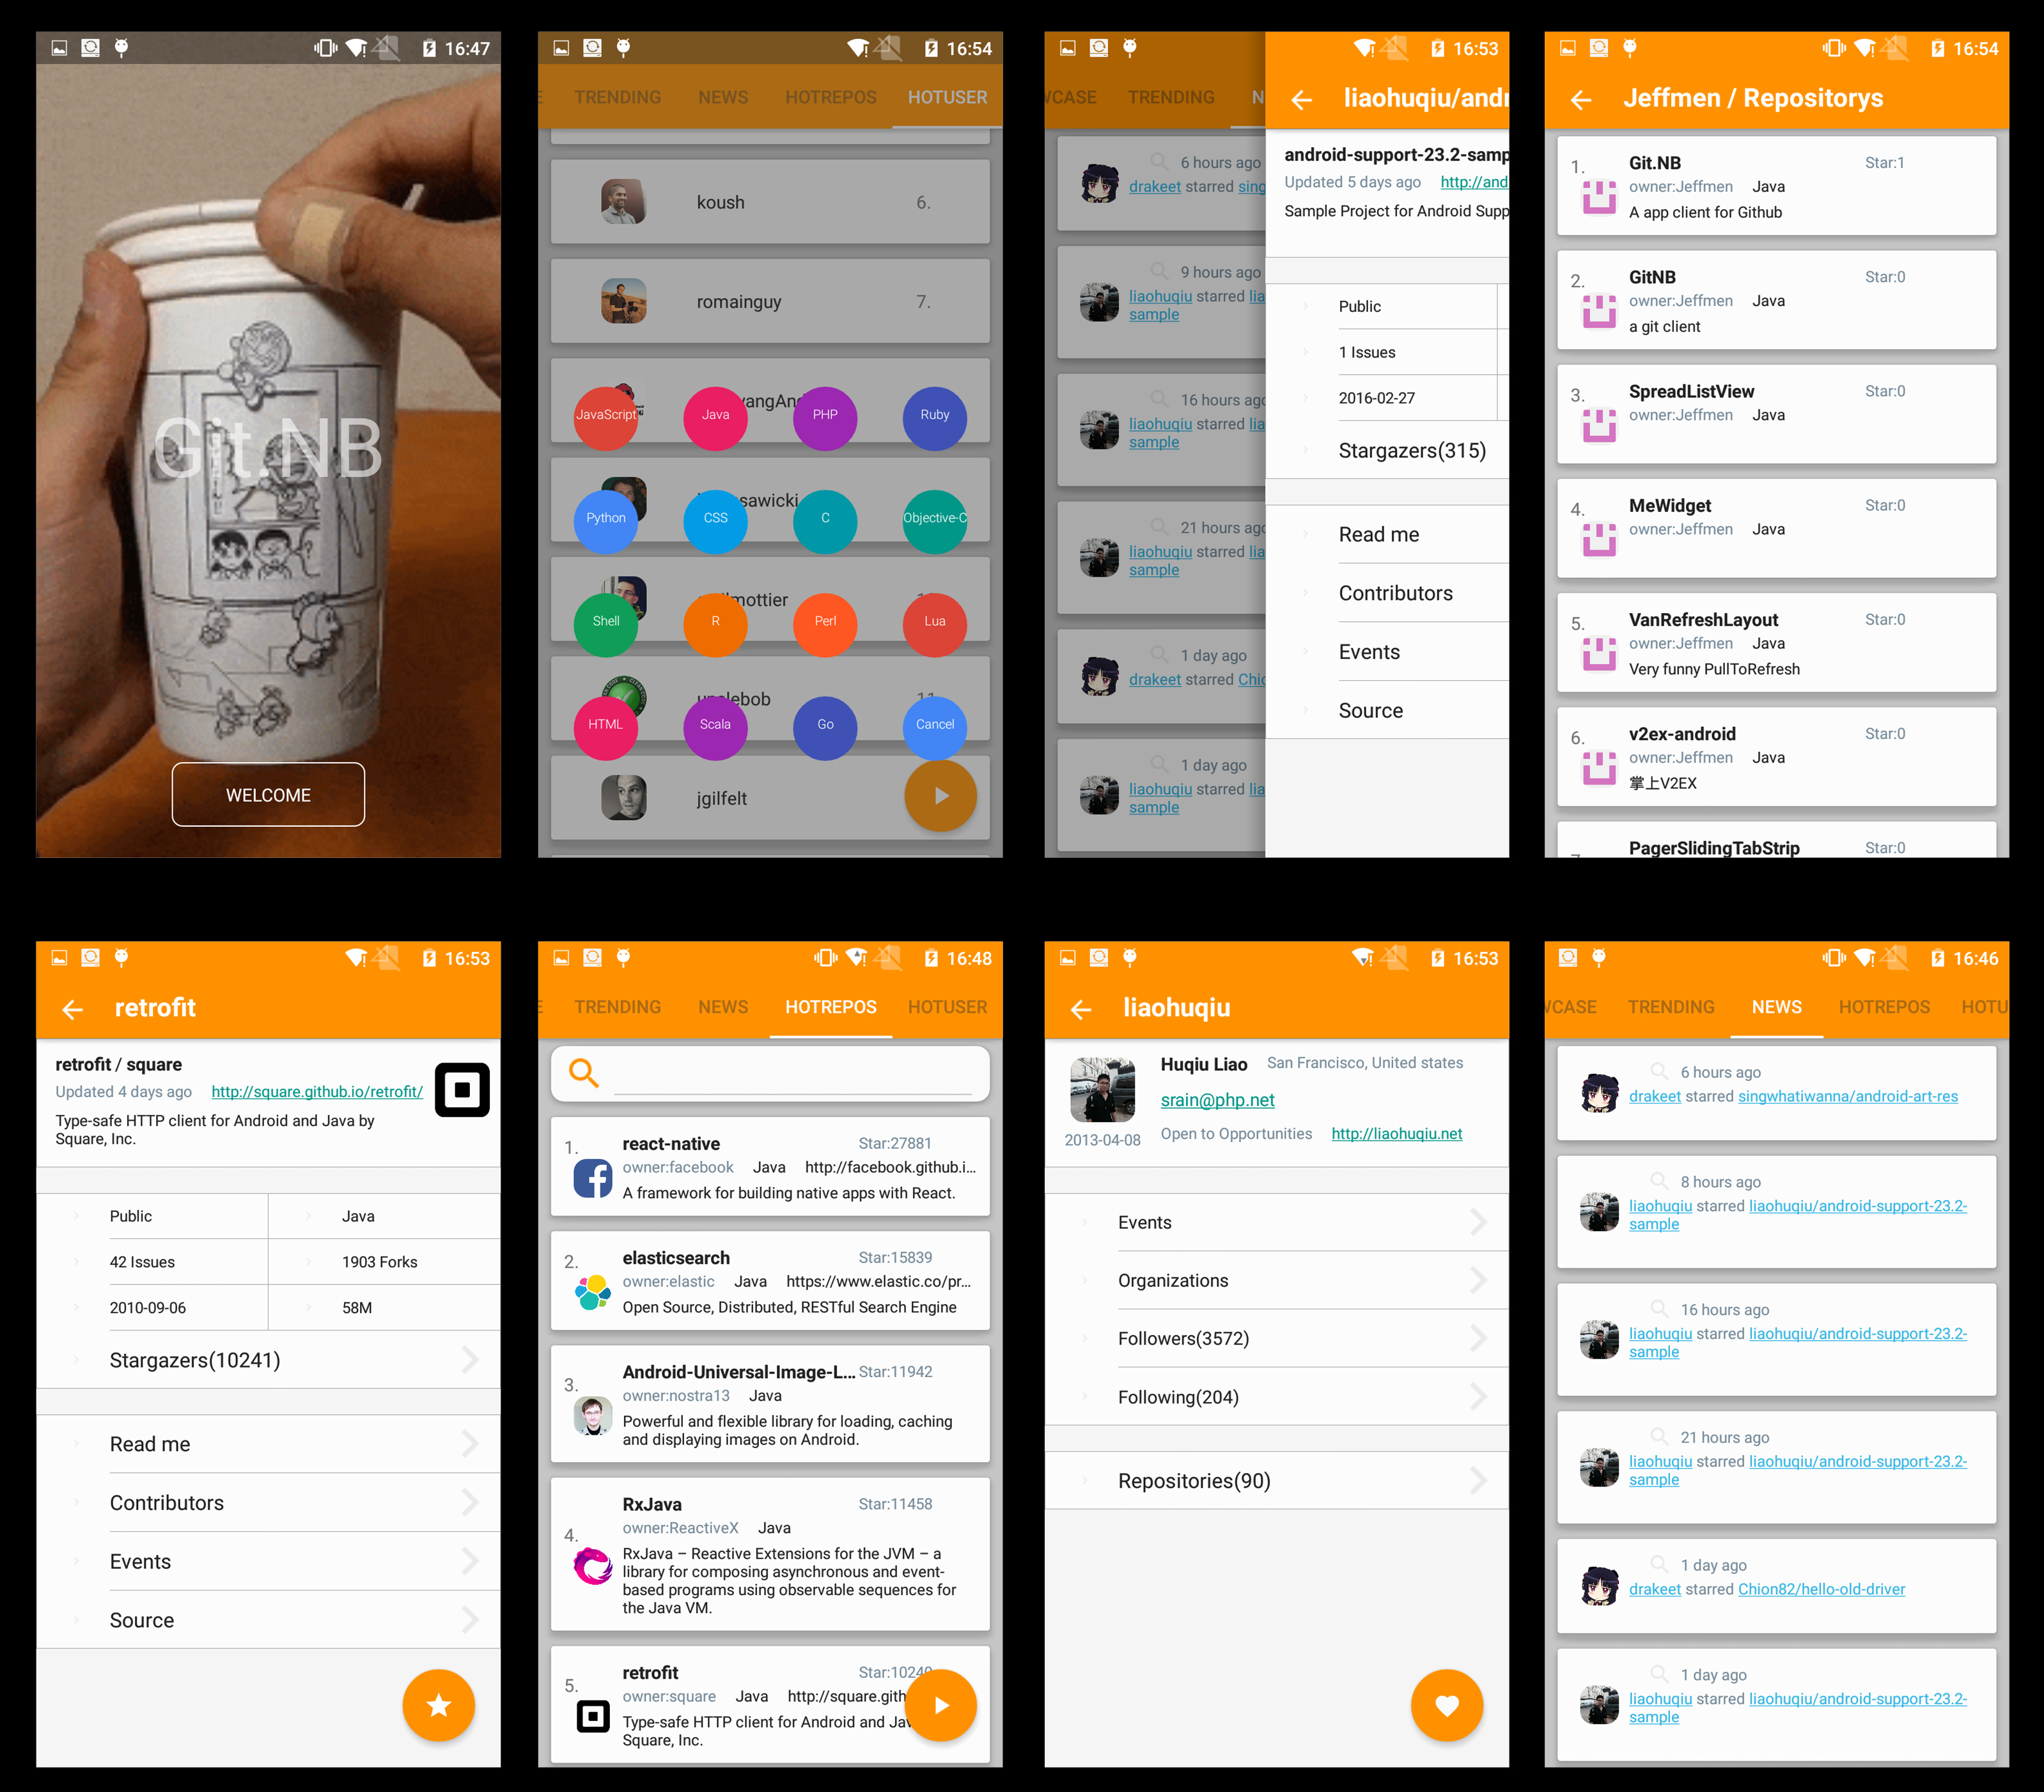 16:47
Git.NB
WELCOME
16:54
TRENDING NEWS HOTREPOS HOTUSER
koush 6.
romainguy 7.
JavaScript Java PHP Ruby
Python CSS C Objective-C
Shell R Perl Lua
HTML Scala Go Cancel
jgilfelt
TRENDING
6 hours ago
drakeet starred
9 hours ago
liaohuqiu starred
sample
16 hours ago
liaohuqiu starred
sample
21 hours ago
liaohuqiu starred
sample
1 day ago
drakeet starred
1 day ago
liaohuqiu starred
sample
16:53
liaohuqiu/andr
android-support-23.2-samp
Updated 5 days ago http://and
Sample Project for Android Supp
Public
1 Issues
2016-02-27
Stargazers(315)
Read me
Contributors
Events
Source
16:54
Jeffmen / Repositorys
1. Git.NB Star:1
owner:Jeffmen Java
A app client for Github
2. GitNB Star:0
owner:Jeffmen Java
a git client
3. SpreadListView Star:0
owner:Jeffmen Java
4. MeWidget Star:0
owner:Jeffmen Java
5. VanRefreshLayout Star:0
owner:Jeffmen Java
Very funny PullToRefresh
6. v2ex-android Star:0
owner:Jeffmen Java
掌上V2EX
PagerSlidingTabStrip Star:0
16:53
retrofit
retrofit / square
Updated 4 days ago http://square.github.io/retrofit/
Type-safe HTTP client for Android and Java by
Square, Inc.
Public Java
42 Issues 1903 Forks
2010-09-06 58M
Stargazers(10241)
Read me
Contributors
Events
Source
16:48
TRENDING NEWS HOTREPOS HOTUSER
1. react-native Star:27881
owner:facebook Java http://facebook.github.i...
A framework for building native apps with React.
2. elasticsearch Star:15839
owner:elastic Java https://www.elastic.co/pr...
Open Source, Distributed, RESTful Search Engine
3. Android-Universal-Image-L... Star:11942
owner:nostra13 Java
Powerful and flexible library for loading, caching
and displaying images on Android.
4. RxJava Star:11458
owner:ReactiveX Java
RxJava – Reactive Extensions for the JVM – a
library for composing asynchronous and event-
based programs using observable sequences for
the Java VM.
5. retrofit Star:10240
owner:square Java http://square.gith
Type-safe HTTP client for Android and Jav
Square, Inc.
16:53
liaohuqiu
Huqiu Liao San Francisco, United states
srain@php.net
2013-04-08 Open to Opportunities http://liaohuqiu.net
Events
Organizations
Followers(3572)
Following(204)
Repositories(90)
16:46
WCASE TRENDING NEWS HOTREPOS HOTU
6 hours ago
drakeet starred singwhatiwanna/android-art-res
8 hours ago
liaohuqiu starred liaohuqiu/android-support-23.2-
sample
16 hours ago
liaohuqiu starred liaohuqiu/android-support-23.2-
sample
21 hours ago
liaohuqiu starred liaohuqiu/android-support-23.2-
sample
1 day ago
drakeet starred Chion82/hello-old-driver
1 day ago
liaohuqiu starred liaohuqiu/android-support-23.2-
sample